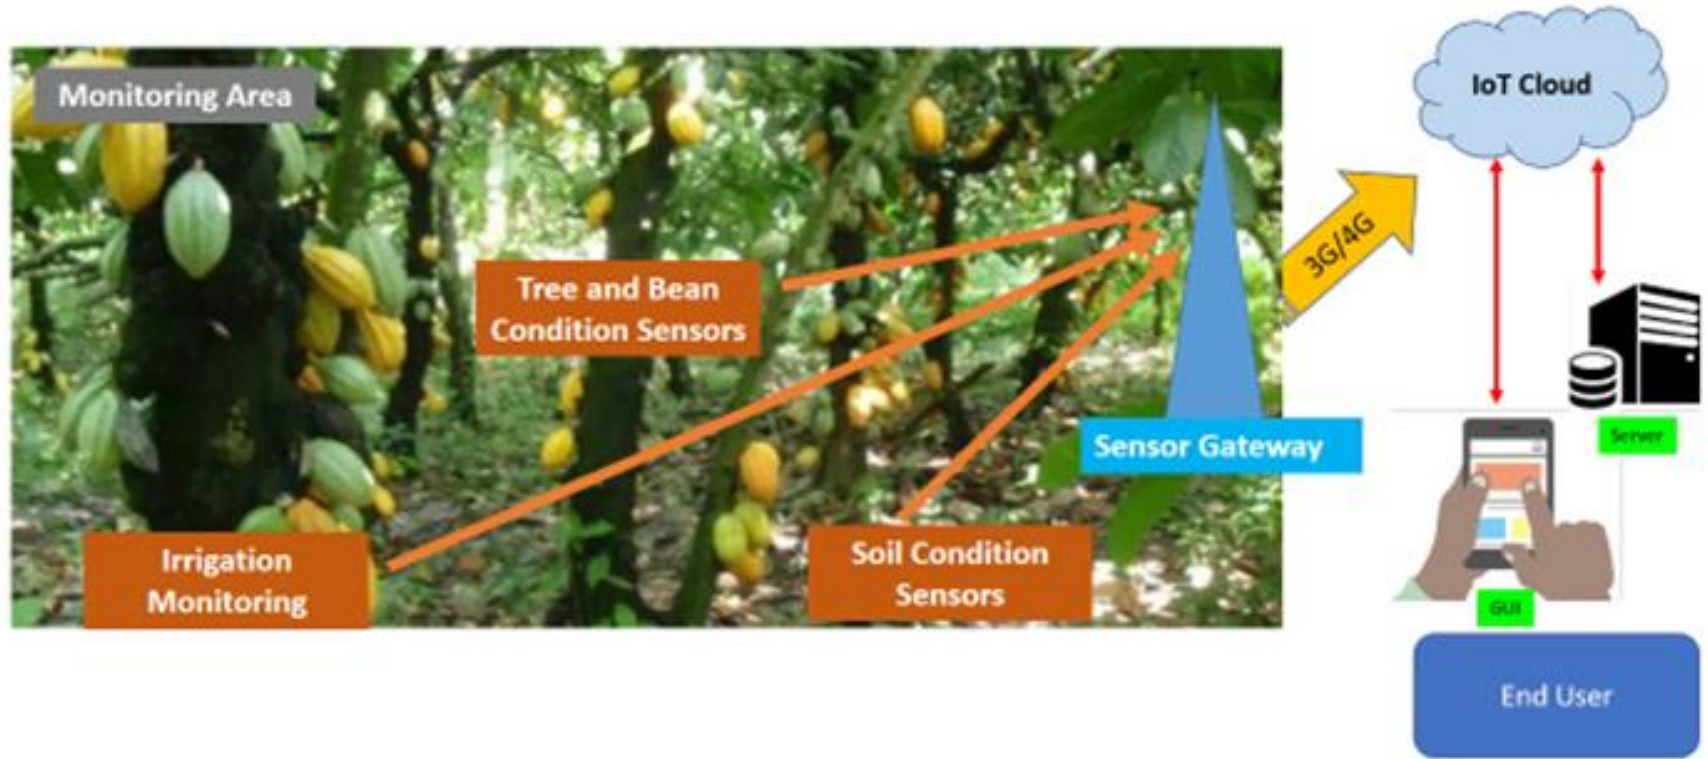 Monitoring Area
IoT Cloud
3G/4G
Tree and Bean
Condition Sensors
Sensor Gateway
Server
Irrigation
Monitoring
Soil Condition
Sensors
GUI
End User